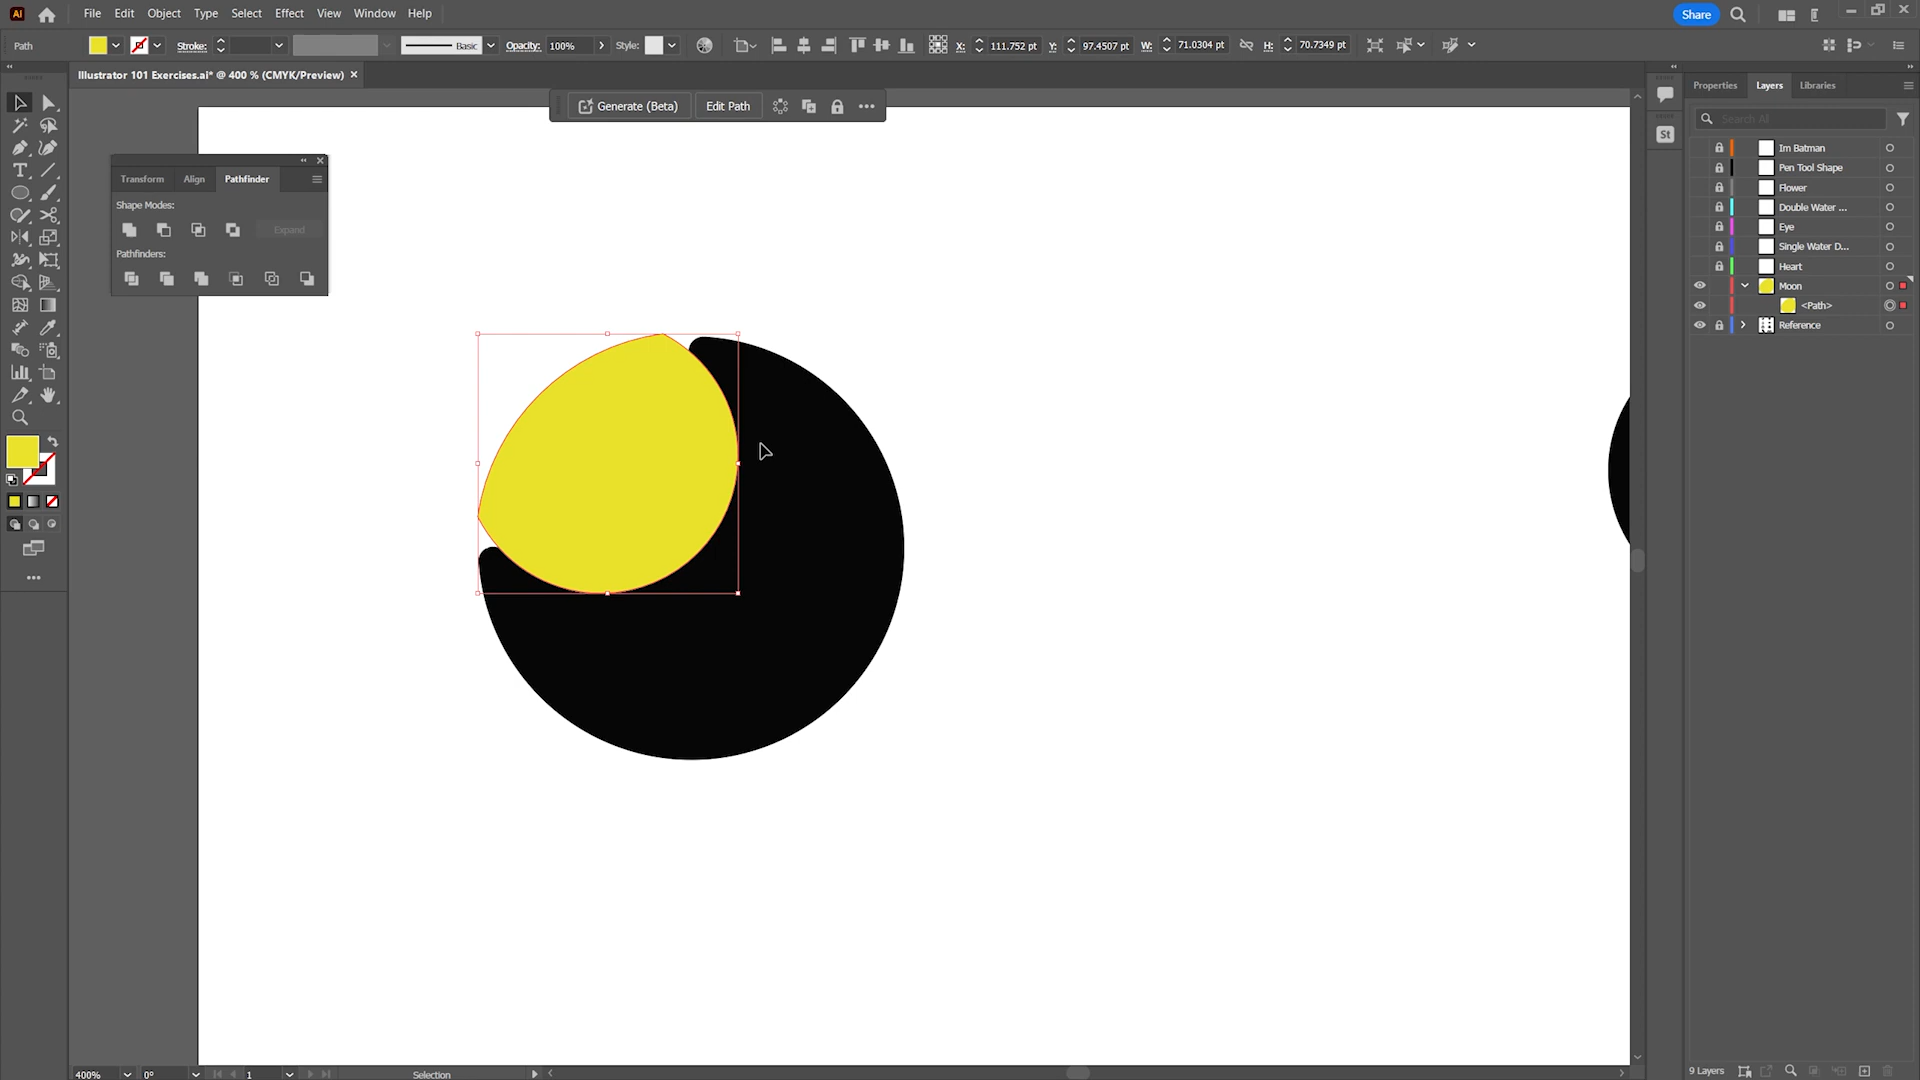 Ai File Edit Object Type Select Effect View Window Help Share
Path Stroke: Basic Opacity: 100% Style: X: 111.752 pt Y: 97.4507 pt W: 71.0304 pt H: 70.7349 pt
Illustrator 101 Exercises.ai* @ 400 % (CMYK/Preview)
Generate (Beta) Edit Path
Transform Align Pathfinder
Shape Modes:
Expand
Pathfinders:
Properties Layers Libraries
Search All
St
Im Batman
Pen Tool Shape
Flower
Double Water ...
Eye
Single Water D...
Heart
Moon
<Path>
Reference
400% 0° 1 Selection
9 Layers